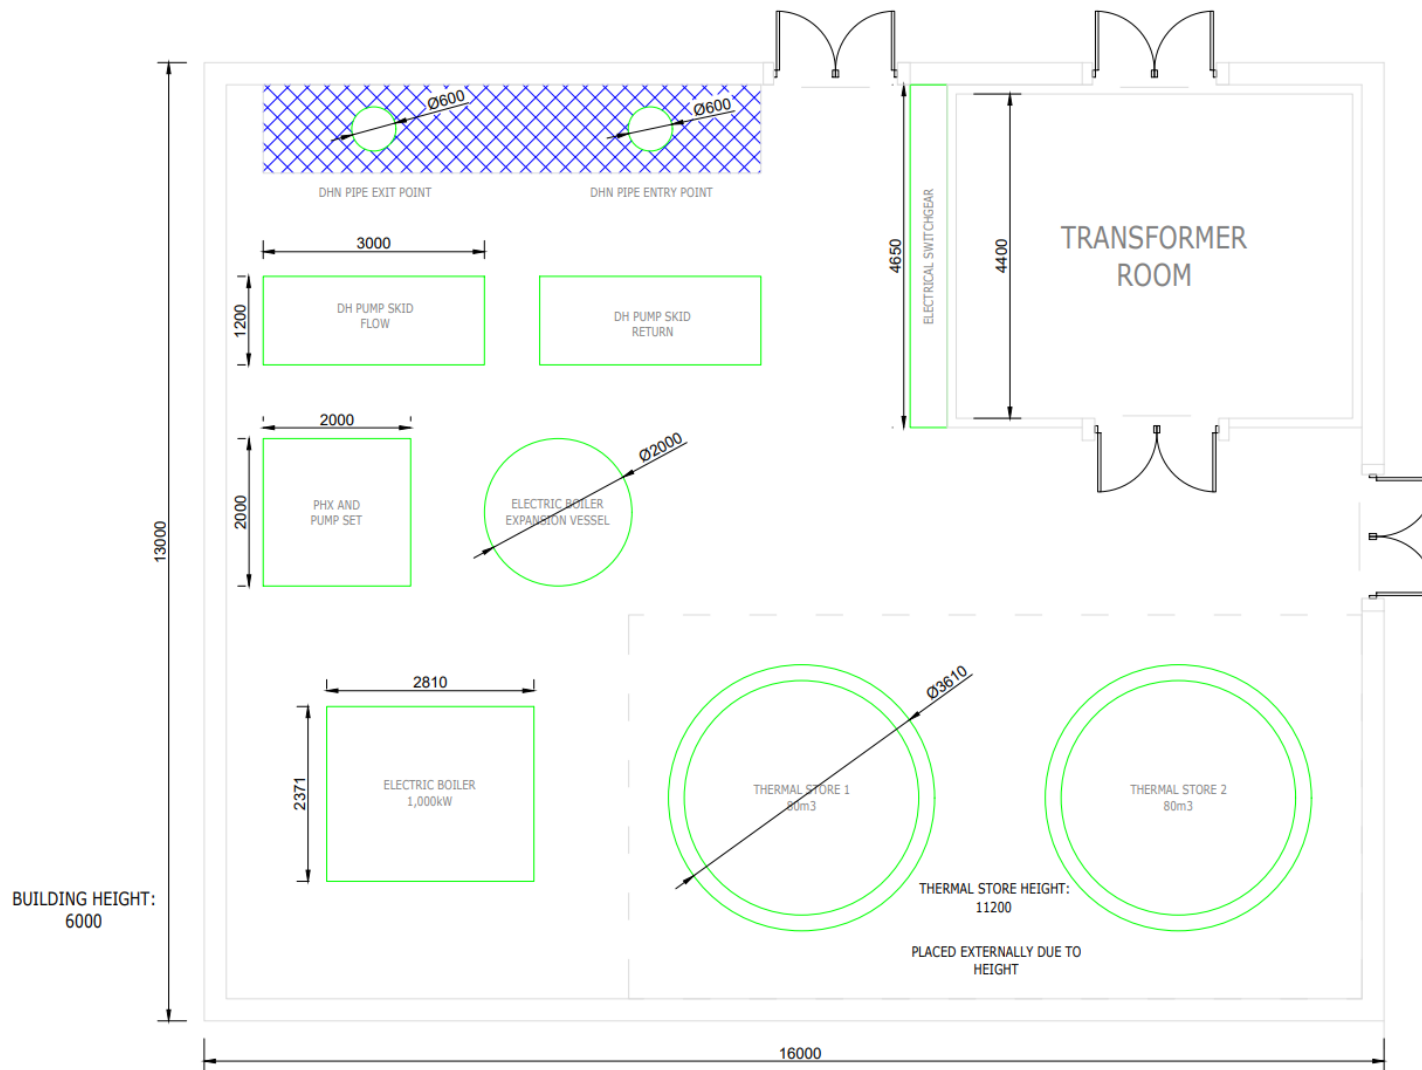 Ø600
Ø600
DHN PIPE EXIT POINT
DHN PIPE ENTRY POINT
3000
1200
DH PUMP SKID
FLOW
DH PUMP SKID
RETURN
4650
ELECTRICAL SWITCHGEAR
4400
TRANSFORMER
ROOM
2000
2000
PHX AND
PUMP SET
Ø2000
ELECTRIC BOILER
EXPANSION VESSEL
13000
2810
2371
ELECTRIC BOILER
1,000kW
Ø3610
THERMAL STORE 1
80m3
THERMAL STORE 2
80m3
BUILDING HEIGHT:
6000
THERMAL STORE HEIGHT:
11200
PLACED EXTERNALLY DUE TO
HEIGHT
16000